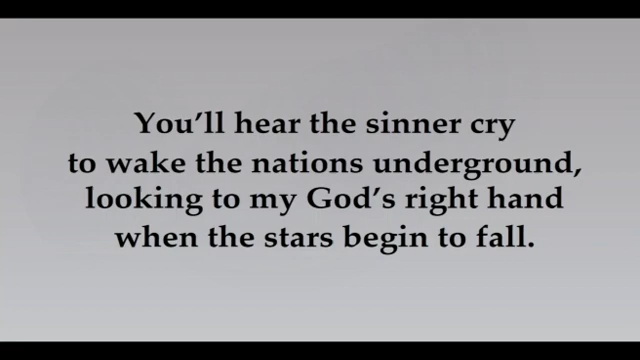 You'll hear the sinner cry
to wake the nations underground,
looking to my God's right hand
when the stars begin to fall.